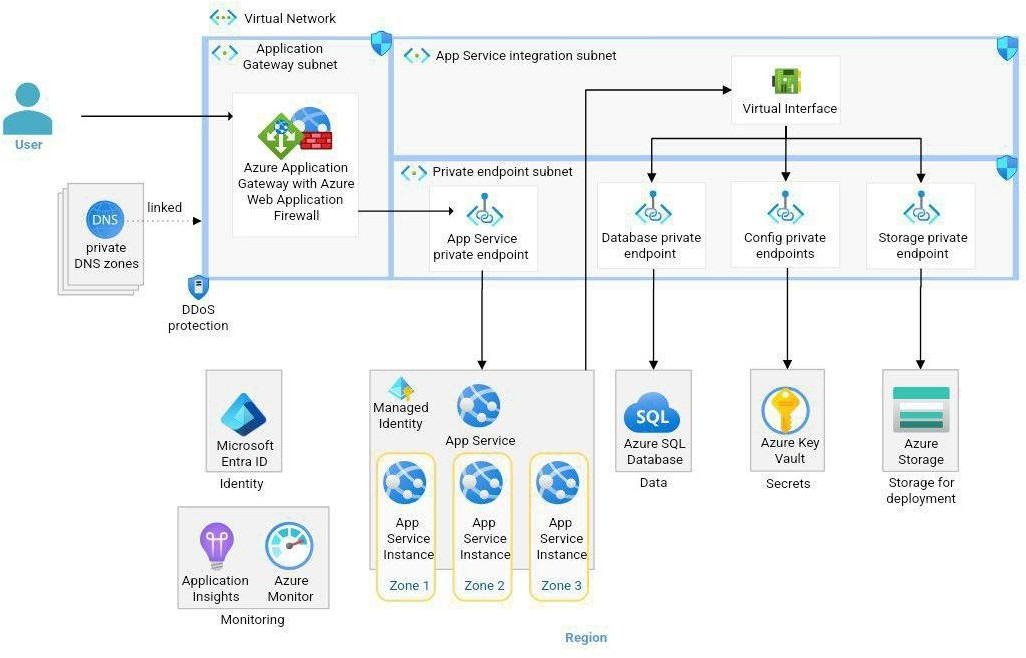 Virtual Network
Application
Gateway subnet
App Service integration subnet
Virtual Interface
User
Azure Application
Gateway with Azure
Web Application
Firewall
Private endpoint subnet
App Service
private endpoint
Database private
endpoint
Config private
endpoints
Storage private
endpoint
DNS
linked
private
DNS zones
DDoS
protection
Microsoft
Entra ID
Identity
Managed
Identity
App Service
App
Service
Instance
Zone 1
App
Service
Instance
Zone 2
App
Service
Instance
Zone 3
SQL
Azure SQL
Database
Data
Azure Key
Vault
Secrets
Azure
Storage
Storage for
deployment
Application
Insights
Azure
Monitor
Monitoring
Region